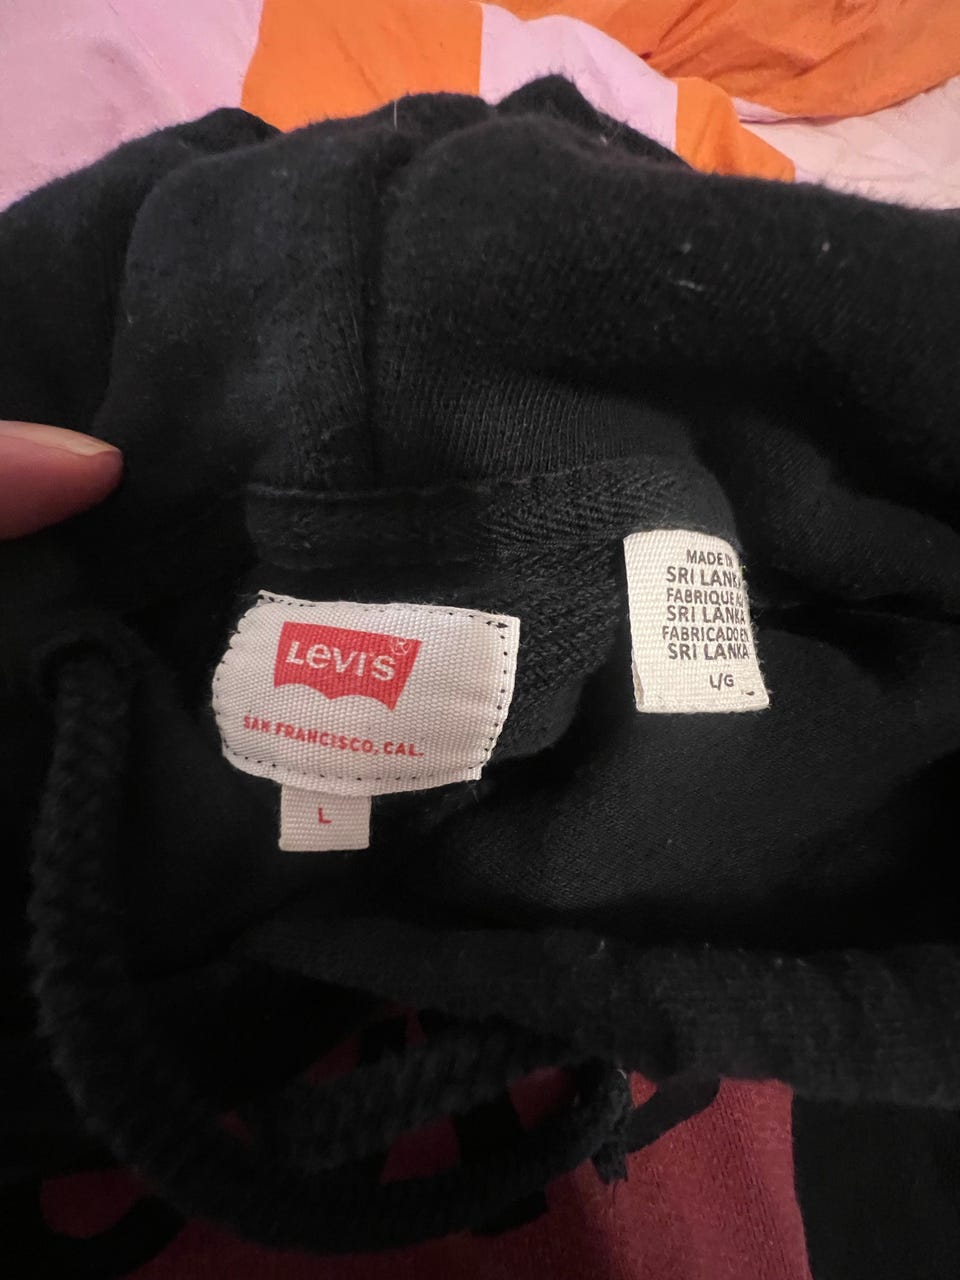 Levi's®
SAN FRANCISCO, CAL.
L
MADE IN
SRI LANKA
FABRIQUE AU
SRI LANKA
FABRICADO EN
SRI LANKA
L/G